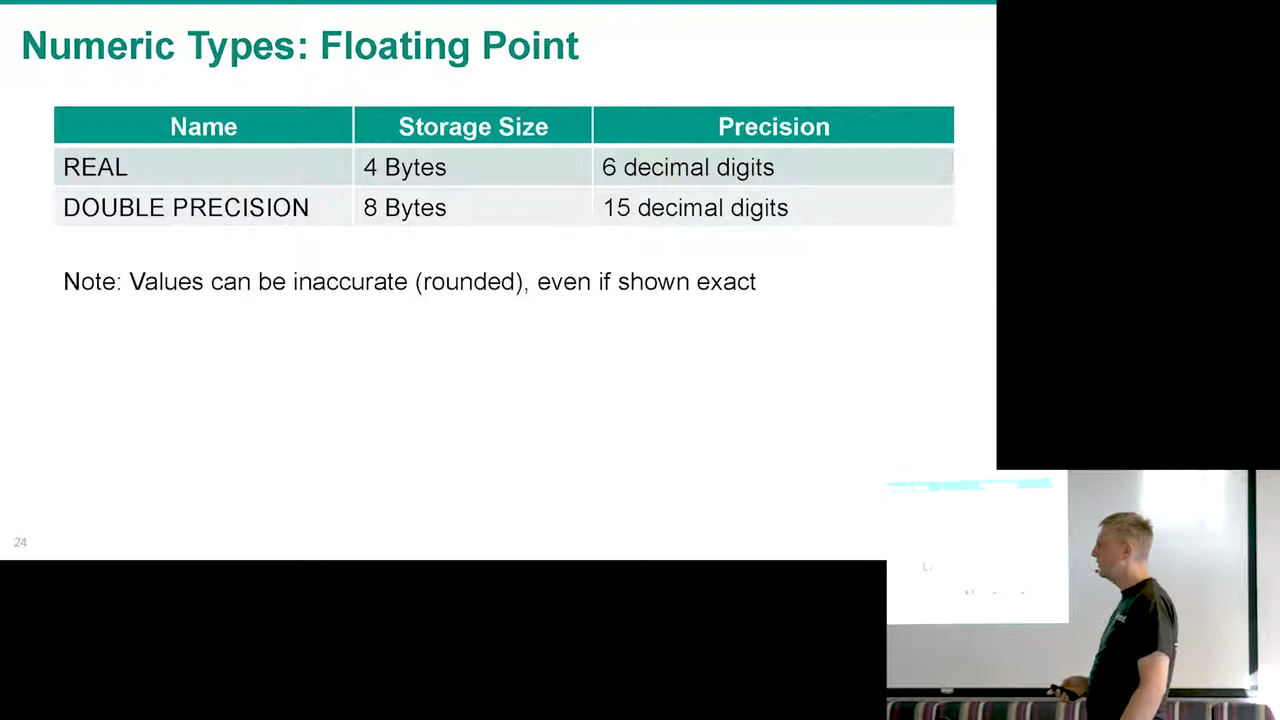 Numeric Types: Floating Point
Name Storage Size Precision
REAL 4 Bytes 6 decimal digits
DOUBLE PRECISION 8 Bytes 15 decimal digits
Note: Values can be inaccurate (rounded), even if shown exact
24